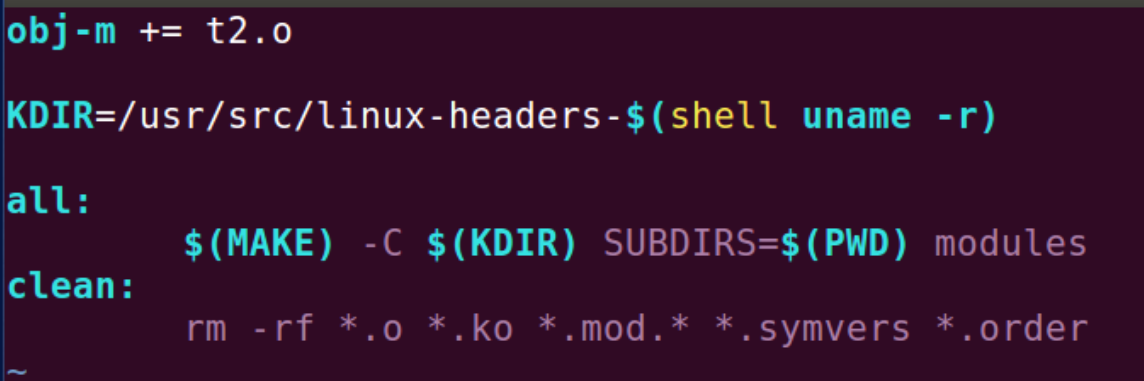 obj-m += t2.o
KDIR=/usr/src/linux-headers-$(shell uname -r)
all:
$(MAKE) -C $(KDIR) SUBDIRS=$(PWD) modules
clean:
rm -rf *.o *.ko *.mod.* *.symvers *.order
~